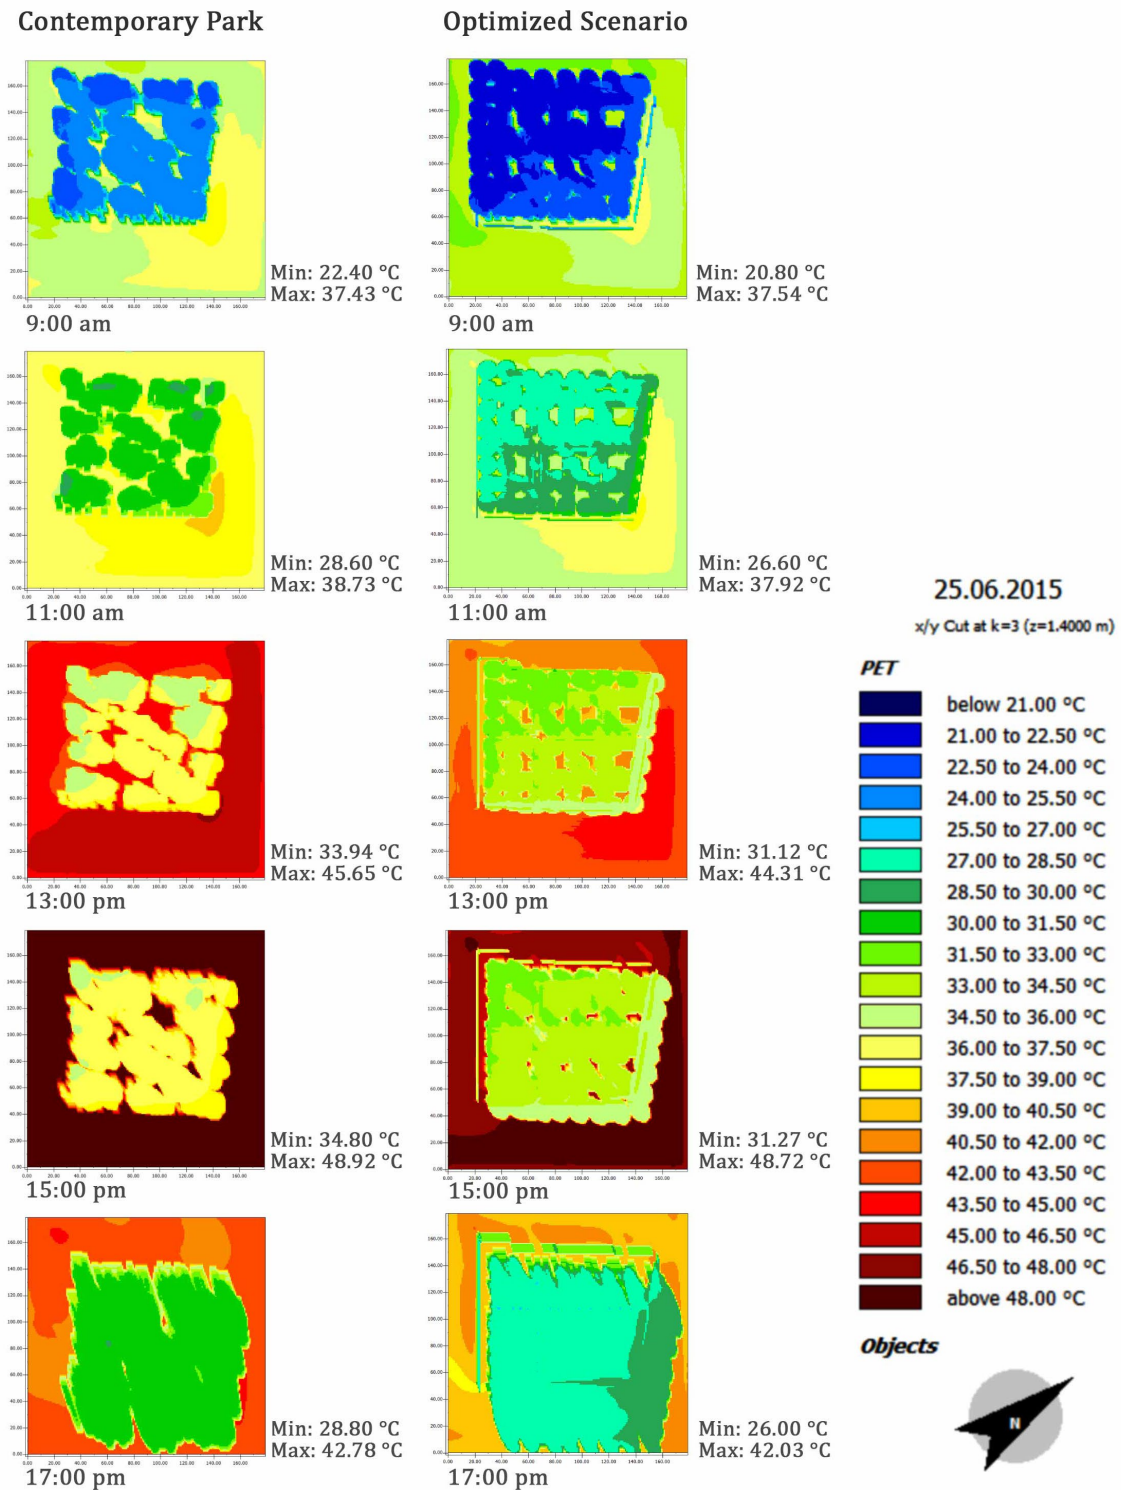 Contemporary Park
Optimized Scenario
Min: 22.40 °C
Max: 37.43 °C
9:00 am
Min: 20.80 °C
Max: 37.54 °C
9:00 am
Min: 28.60 °C
Max: 38.73 °C
11:00 am
Min: 26.60 °C
Max: 37.92 °C
11:00 am
Min: 33.94 °C
Max: 45.65 °C
13:00 pm
Min: 31.12 °C
Max: 44.31 °C
13:00 pm
Min: 34.80 °C
Max: 48.92 °C
15:00 pm
Min: 31.27 °C
Max: 48.72 °C
15:00 pm
Min: 28.80 °C
Max: 42.78 °C
17:00 pm
Min: 26.00 °C
Max: 42.03 °C
17:00 pm
25.06.2015
x/y Cut at k=3 (z=1.4000 m)
PET
below 21.00 °C
21.00 to 22.50 °C
22.50 to 24.00 °C
24.00 to 25.50 °C
25.50 to 27.00 °C
27.00 to 28.50 °C
28.50 to 30.00 °C
30.00 to 31.50 °C
31.50 to 33.00 °C
33.00 to 34.50 °C
34.50 to 36.00 °C
36.00 to 37.50 °C
37.50 to 39.00 °C
39.00 to 40.50 °C
40.50 to 42.00 °C
42.00 to 43.50 °C
43.50 to 45.00 °C
45.00 to 46.50 °C
46.50 to 48.00 °C
above 48.00 °C
Objects
N